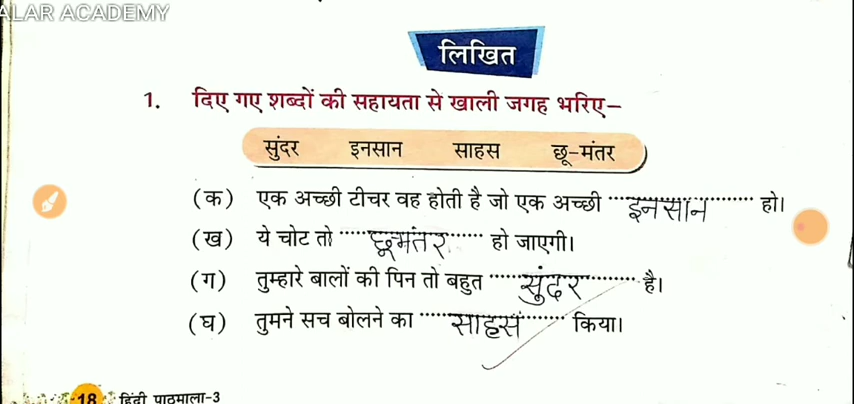 ALAR ACADEMY
लिखित
1. दिए गए शब्दों की सहायता से खाली जगह भरिए–
सुंदर इनसान साहस छू-मंतर
(क) एक अच्छी टीचर वह होती है जो एक अच्छी इनसान हो।
(ख) ये चोट तो छूमंतर हो जाएगी।
(ग) तुम्हारे बालों की पिन तो बहुत सुंदर है।
(घ) तुमने सच बोलने का साहस किया।
18 हिंदी पाठमाला-3